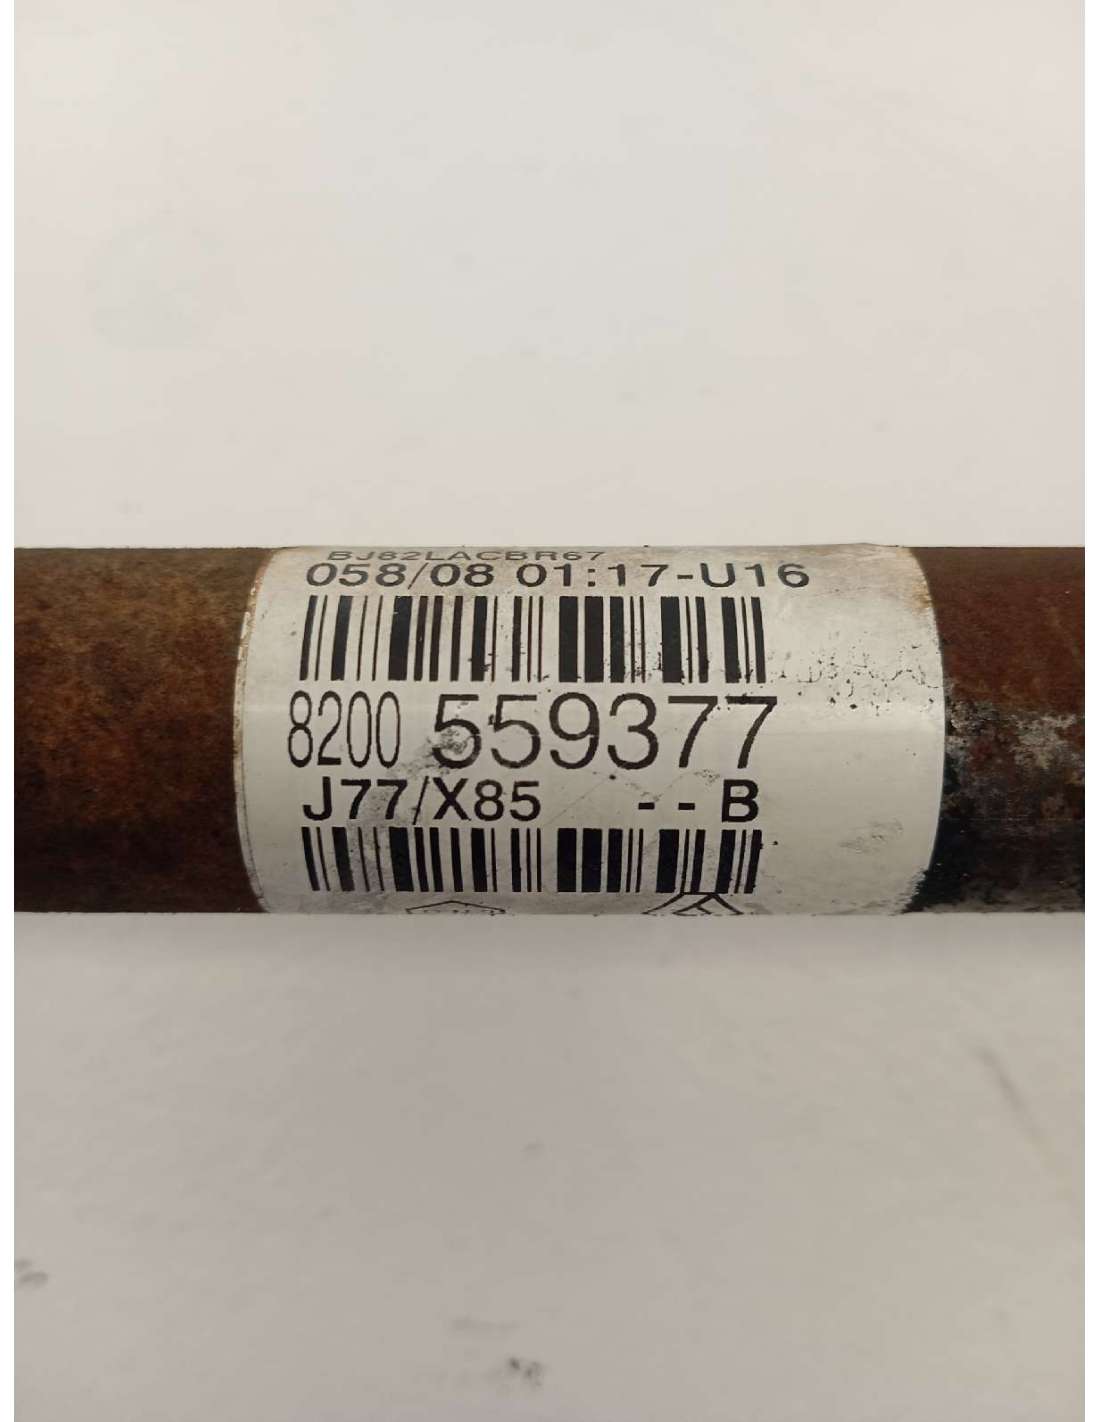 BJ82LACBR67
058/08 01:17-U16
8200 559377
J77/X85 - - B